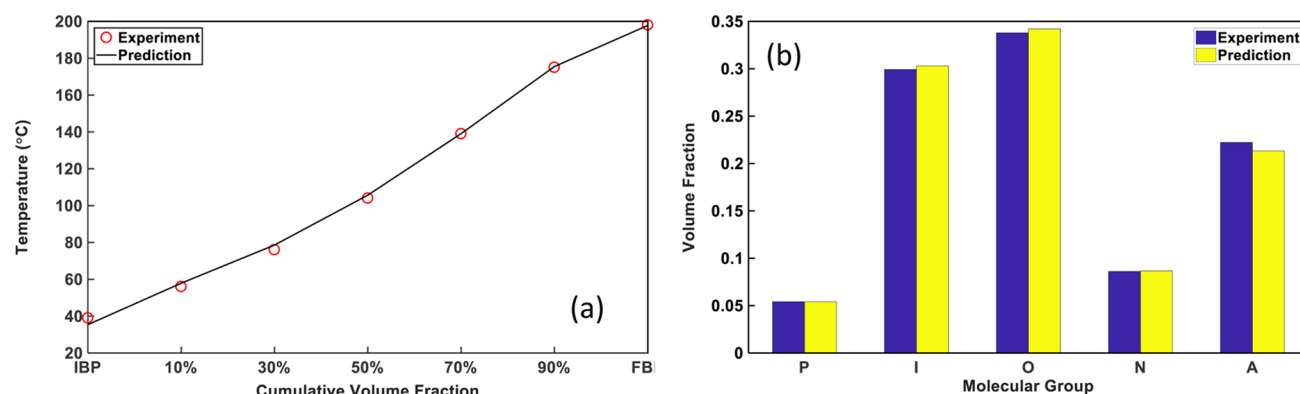 200
180
160
140
120
100
80
60
40
20
Temperature (°C)
Experiment
Prediction
(a)
IBP 10% 30% 50% 70% 90% FB
Cumulative Volume Fraction
0.35
0.3
0.25
0.2
0.15
0.1
0.05
0
Volume Fraction
(b)
Experiment
Prediction
P I O N A
Molecular Group